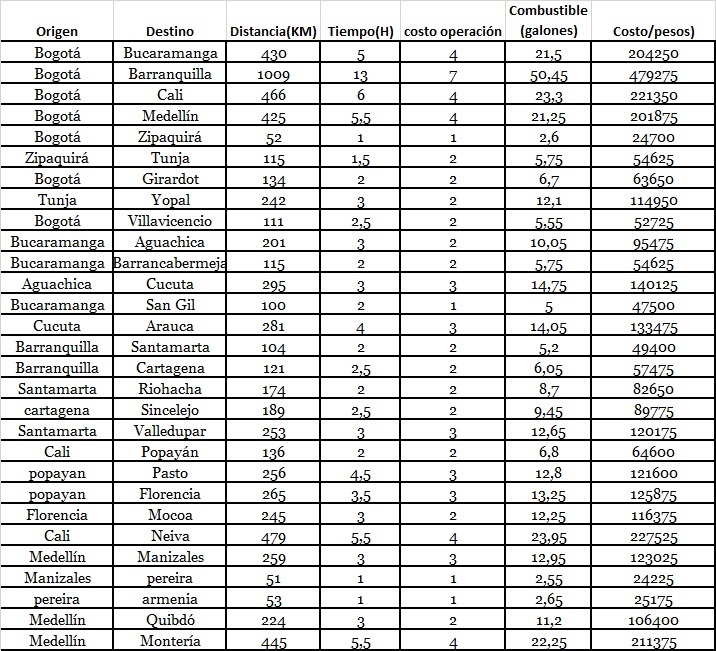 Origen Destino Distancia(KM) Tiempo(H) costo operación Combustible (galones) Costo/pesos)
Bogotá Bucaramanga 430 5 4 21,5 204250
Bogotá Barranquilla 1009 13 7 50,45 479275
Bogotá Cali 466 6 4 23,3 221350
Bogotá Medellín 425 5,5 4 21,25 201875
Bogotá Zipaquirá 52 1 1 2,6 24700
Zipaquirá Tunja 115 1,5 2 5,75 54625
Bogotá Girardot 134 2 2 6,7 63650
Tunja Yopal 242 3 2 12,1 114950
Bogotá Villavicencio 111 2,5 2 5,55 52725
Bucaramanga Aguachica 201 3 2 10,05 95475
Bucaramanga Barrancabermeja 115 2 2 5,75 54625
Aguachica Cucuta 295 3 3 14,75 140125
Bucaramanga San Gil 100 2 1 5 47500
Cucuta Arauca 281 4 3 14,05 133475
Barranquilla Santamarta 104 2 2 5,2 49400
Barranquilla Cartagena 121 2,5 2 6,05 57475
Santamarta Riohacha 174 2 2 8,7 82650
cartagena Sincelejo 189 2,5 2 9,45 89775
Santamarta Valledupar 253 3 3 12,65 120175
Cali Popayán 136 2 2 6,8 64600
popayan Pasto 256 4,5 3 12,8 121600
popayan Florencia 265 3,5 3 13,25 125875
Florencia Mocoa 245 3 2 12,25 116375
Cali Neiva 479 5,5 4 23,95 227525
Medellín Manizales 259 3 3 12,95 123025
Manizales pereira 51 1 1 2,55 24225
pereira armenia 53 1 1 2,65 25175
Medellín Quibdó 224 3 2 11,2 106400
Medellín Montería 445 5,5 4 22,25 211375